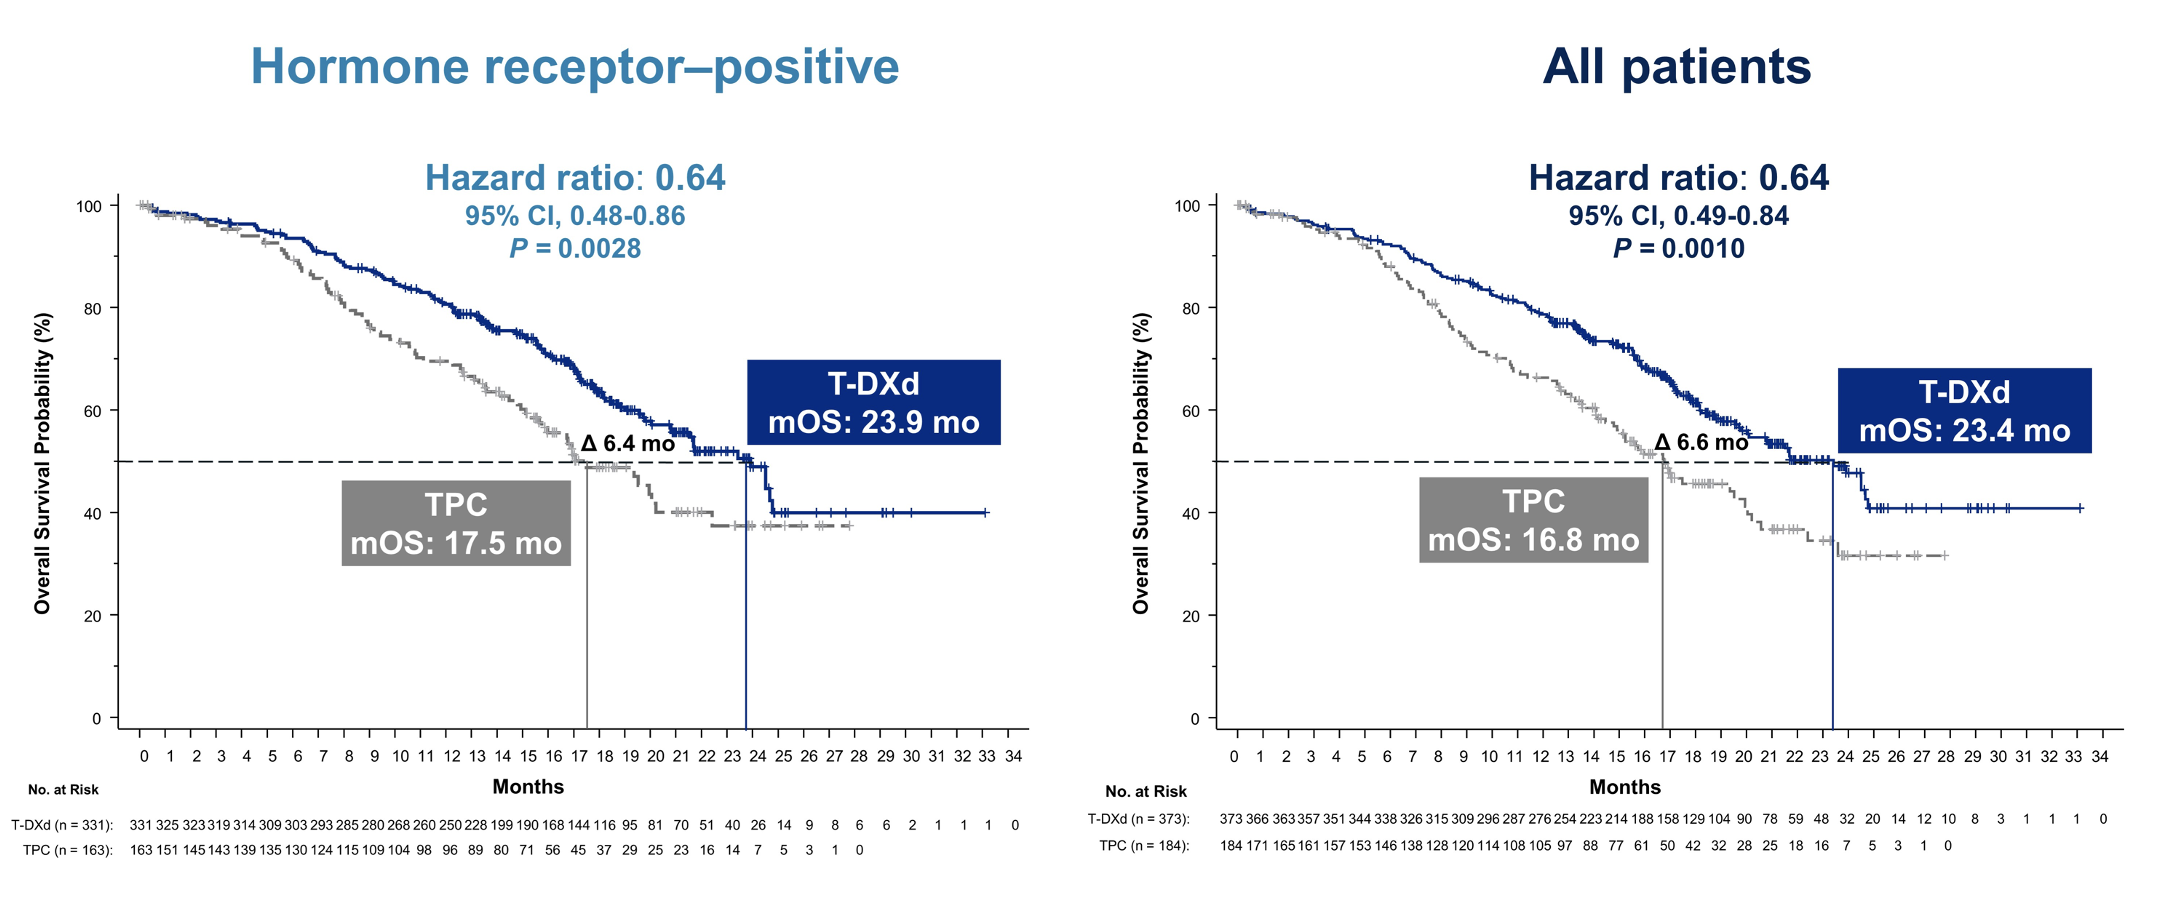 Hormone receptor–positive
Hazard ratio: 0.64
95% CI, 0.48-0.86
P = 0.0028
Overall Survival Probability (%)
100
80
60
40
20
0
Δ 6.4 mo
T-DXd
mOS: 23.9 mo
TPC
mOS: 17.5 mo
0 1 2 3 4 5 6 7 8 9 10 11 12 13 14 15 16 17 18 19 20 21 22 23 24 25 26 27 28 29 30 31 32 33 34
Months
No. at Risk
T-DXd (n = 331): 331 325 323 319 314 309 303 293 285 280 268 260 250 228 199 190 168 144 116 95 81 70 51 40 26 14 9 8 6 6 2 1 1 1 0
TPC (n = 163): 163 151 145 143 139 135 130 124 115 109 104 98 96 89 80 71 56 45 37 29 25 23 16 14 7 5 3 1 0
All patients
Hazard ratio: 0.64
95% CI, 0.49-0.84
P = 0.0010
Overall Survival Probability (%)
100
80
60
40
20
0
Δ 6.6 mo
T-DXd
mOS: 23.4 mo
TPC
mOS: 16.8 mo
0 1 2 3 4 5 6 7 8 9 10 11 12 13 14 15 16 17 18 19 20 21 22 23 24 25 26 27 28 29 30 31 32 33 34
Months
No. at Risk
T-DXd (n = 373): 373 366 363 357 351 344 338 326 315 309 296 287 276 254 223 214 188 158 129 104 90 78 59 48 32 20 14 12 10 8 3 1 1 1 0
TPC (n = 184): 184 171 165 161 157 153 146 138 128 120 114 108 105 97 88 77 61 50 42 32 28 25 18 16 7 5 3 1 0